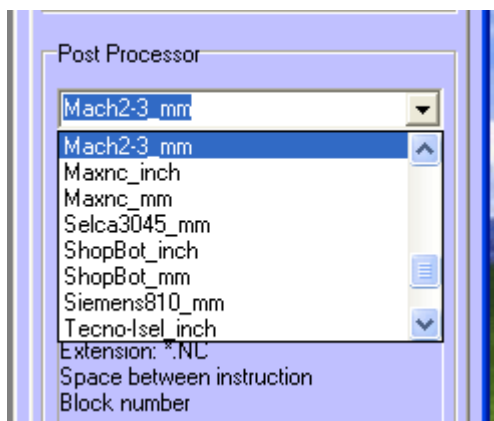 Post Processor
Mach2-3_mm
Mach2-3_mm
Maxnc_inch
Maxnc_mm
Selca3045_mm
ShopBot_inch
ShopBot_mm
Siemens810_mm
Tecno-Isel_inch
Extension: *.NC
Space between instruction
Block number